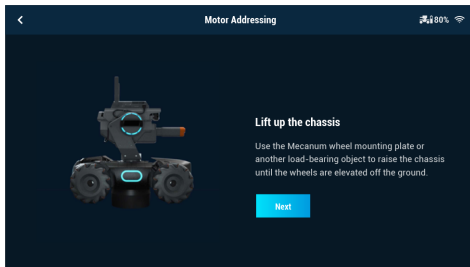 Motor Addressing
80%
Lift up the chassis
Use the Mecanum wheel mounting plate or
another load-bearing object to raise the chassis
until the wheels are elevated off the ground.
Next